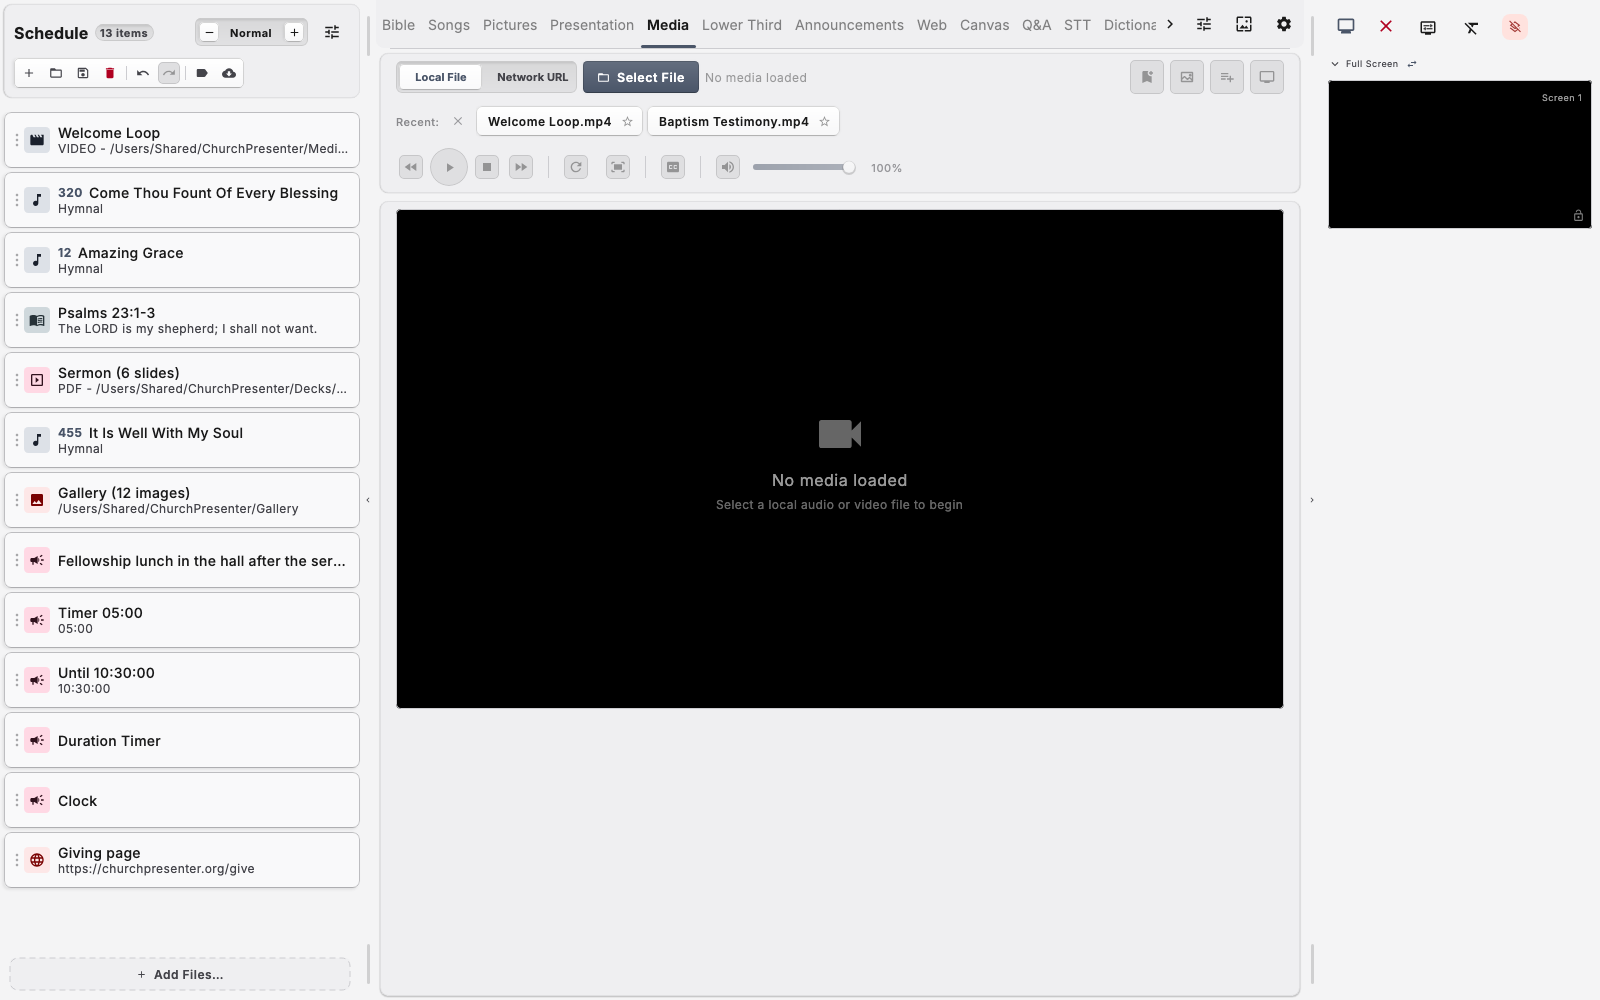 Schedule 13 items
Normal
Welcome Loop
VIDEO - /Users/Shared/ChurchPresenter/Medi...
320 Come Thou Fount Of Every Blessing
Hymnal
12 Amazing Grace
Hymnal
Psalms 23:1-3
The LORD is my shepherd; I shall not want.
Sermon (6 slides)
PDF - /Users/Shared/ChurchPresenter/Decks/...
455 It Is Well With My Soul
Hymnal
Gallery (12 images)
/Users/Shared/ChurchPresenter/Gallery
Fellowship lunch in the hall after the ser...
Timer 05:00
05:00
Until 10:30:00
10:30:00
Duration Timer
Clock
Giving page
https://churchpresenter.org/give
+ Add Files...
Bible Songs Pictures Presentation Media Lower Third Announcements Web Canvas Q&A STT Dictiona
Local File Network URL Select File No media loaded
Recent: Welcome Loop.mp4 Baptism Testimony.mp4
CC 100%
No media loaded
Select a local audio or video file to begin
Full Screen
Screen 1